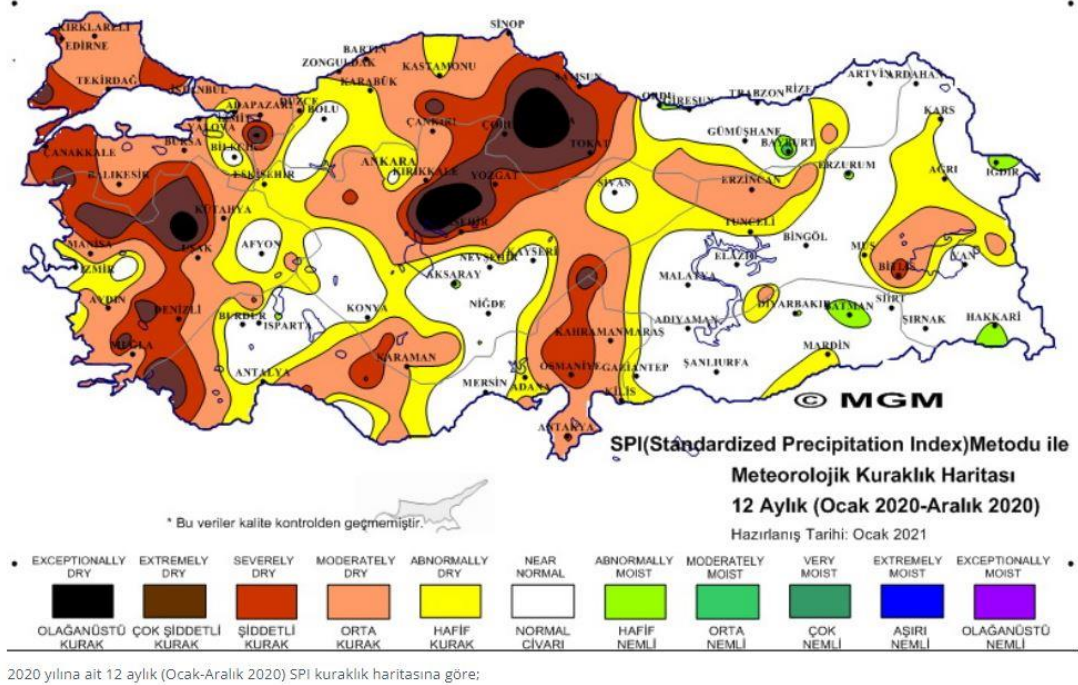 SİNOP
KIRKLARELİ
EDİRNE
BARTIN
ZONGULDAK
KASTAMONU
KARABÜK
TEKİRDAĞ
SAMSUN
ARTVİN
ARDAHAN
İSTANBUL
ORDU
GİRESUN
TRABZON
RİZE
ADAPAZARI
DÜZCE
BOLU
KARS
YALOVA
ÇANKIRI
GÜMÜŞHANE
BAYBURT
TOKAT
ÇANAKKALE
BURSA
ANKARA
KIRIKKALE
ERZURUM
BALIKESİR
ESKİŞEHİR
YOZGAT
SİVAS
ERZİNCAN
AĞRI
IĞDIR
KÜTAHYA
TUNCELİ
MANİSA
UŞAK
AFYON
NEVŞEHİR
KAYSERİ
BİNGÖL
MUŞ
İZMİR
AKSARAY
ELAZIĞ
MALATYA
BİTLİS
VAN
AYDIN
DENİZLİ
KONYA
NİĞDE
DİYARBAKIR
BATMAN
SİİRT
BURDUR
ISPARTA
ADIYAMAN
ŞIRNAK
HAKKARİ
MUĞLA
KAHRAMANMARAŞ
KARAMAN
MARDİN
ANTALYA
OSMANİYE
GAZİANTEP
ŞANLIURFA
MERSİN
ADANA
KİLİS
ANTAKYA
© MGM
SPI(Standardized Precipitation Index)Metodu ile
Meteorolojik Kuraklık Haritası
12 Aylık (Ocak 2020-Aralık 2020)
Hazırlanış Tarihi: Ocak 2021
* Bu veriler kalite kontrolden geçmemiştir.
EXCEPTIONALLY DRY
EXTREMELY DRY
SEVERELY DRY
MODERATELY DRY
ABNORMALLY DRY
NEAR NORMAL
ABNORMALLY MOIST
MODERATELY MOIST
VERY MOIST
EXTREMELY MOIST
EXCEPTIONALLY MOIST
OLAĞANÜSTÜ KURAK
ÇOK ŞİDDETLİ KURAK
ŞİDDETLİ KURAK
ORTA KURAK
HAFİF KURAK
NORMAL CİVARI
HAFİF NEMLİ
ORTA NEMLİ
ÇOK NEMLİ
AŞIRI NEMLİ
OLAĞANÜSTÜ NEMLİ
2020 yılına ait 12 aylık (Ocak-Aralık 2020) SPI kuraklık haritasına göre;